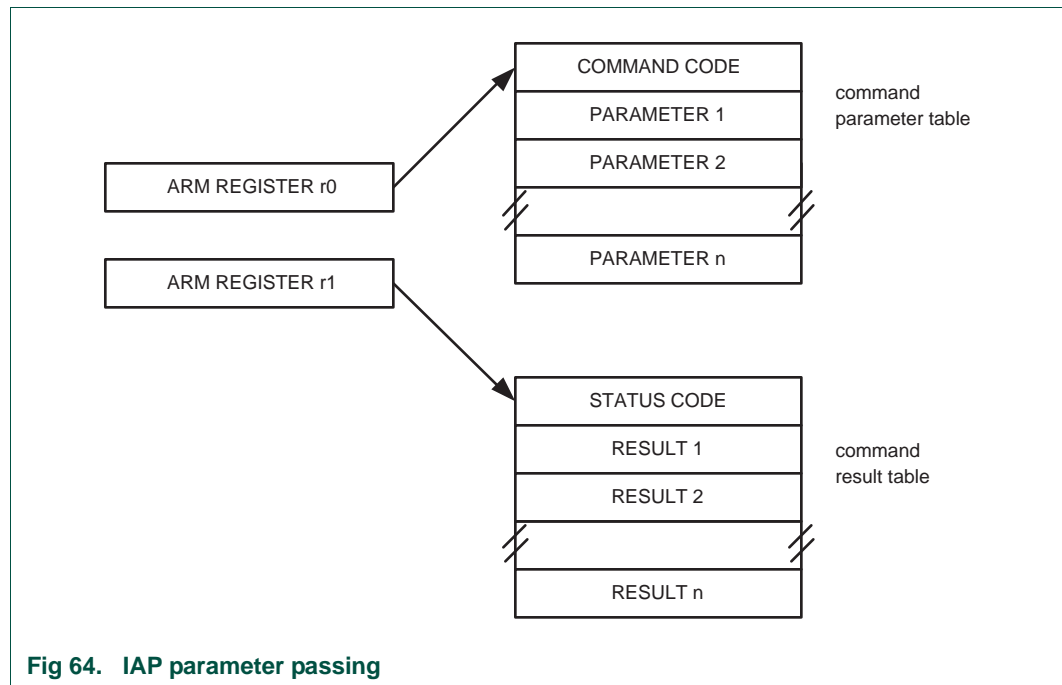 COMMAND CODE
PARAMETER 1
PARAMETER 2
PARAMETER n
command
parameter table
ARM REGISTER r0
ARM REGISTER r1
STATUS CODE
RESULT 1
RESULT 2
RESULT n
command
result table
Fig 64. IAP parameter passing